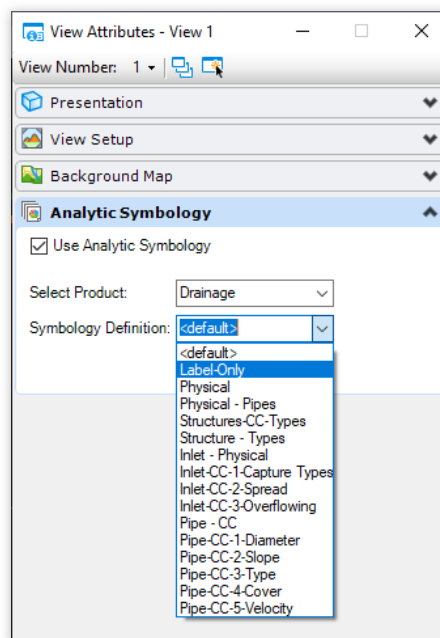 View Attributes - View 1
View Number: 1
Presentation
View Setup
Background Map
Analytic Symbology
Use Analytic Symbology
Select Product: Drainage
Symbology Definition: <default>
<default>
Label-Only
Physical
Physical - Pipes
Structures-CC-Types
Structure - Types
Inlet - Physical
Inlet-CC-1-Capture Types
Inlet-CC-2-Spread
Inlet-CC-3-Overflowing
Pipe - CC
Pipe-CC-1-Diameter
Pipe-CC-2-Slope
Pipe-CC-3-Type
Pipe-CC-4-Cover
Pipe-CC-5-Velocity